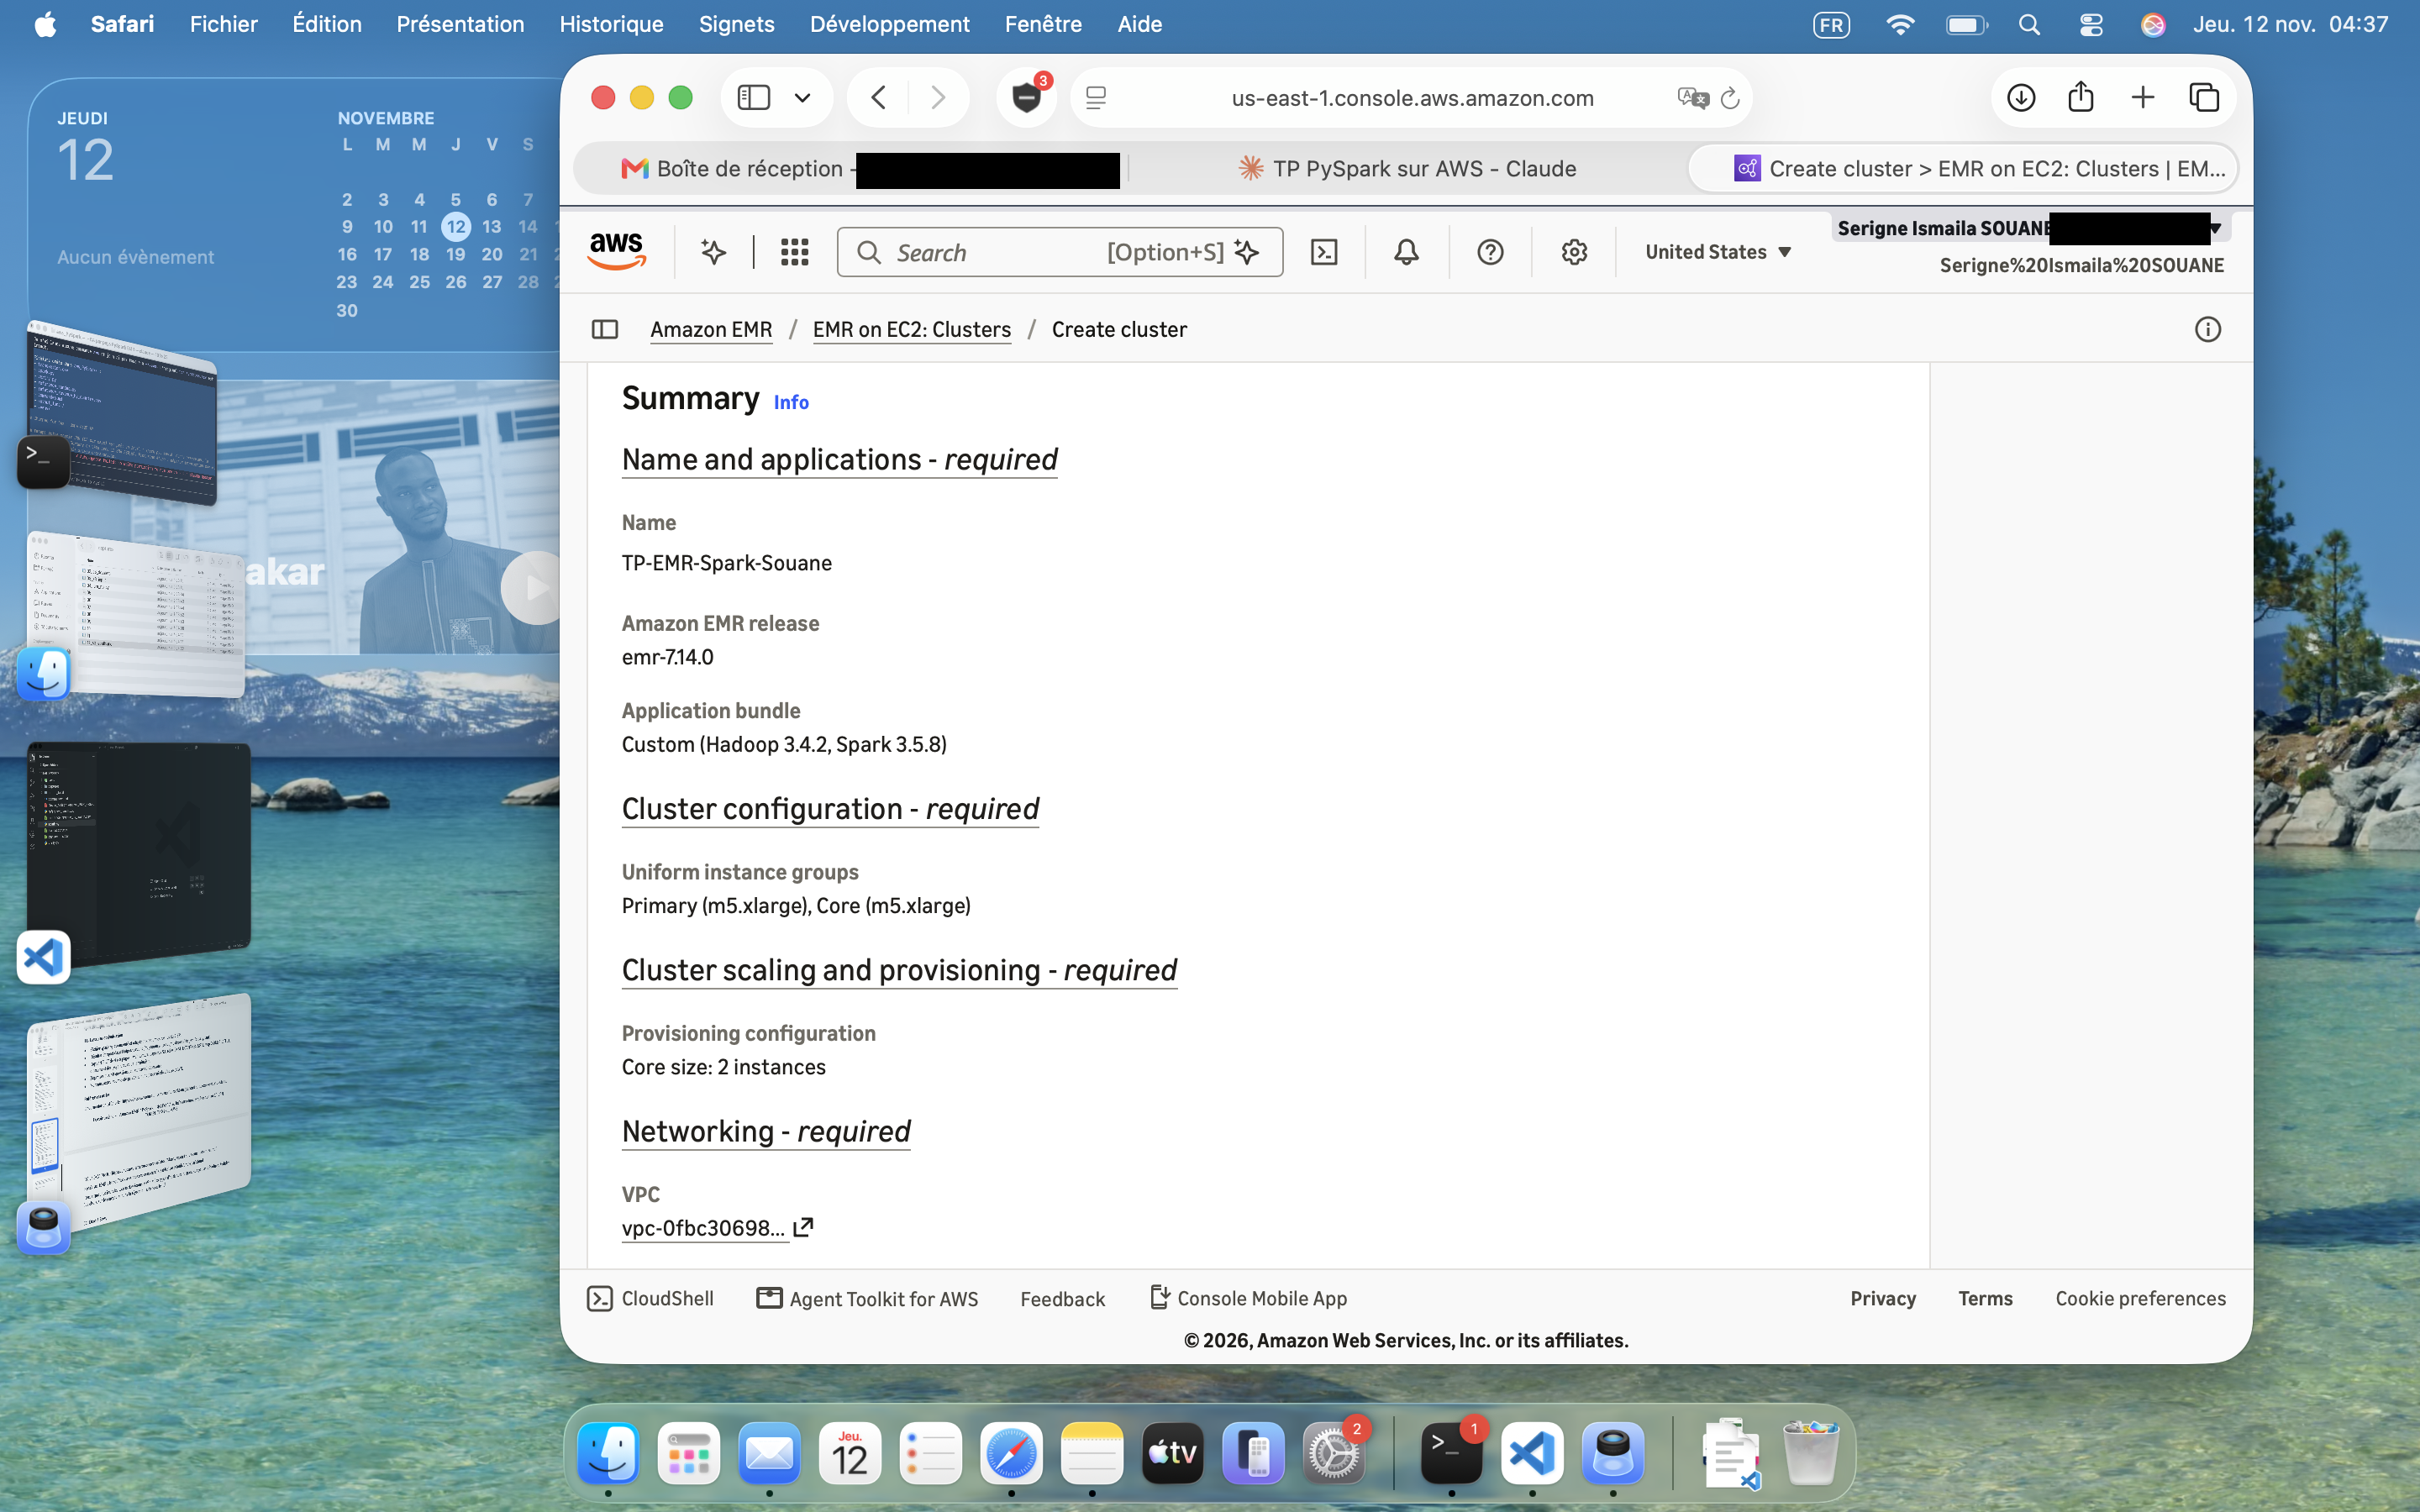 Safari Fichier Édition Présentation Historique Signets Développement Fenêtre Aide
FR
Jeu. 12 nov. 04:37
JEUDI
12
Aucun évènement
NOVEMBRE
L M M J V S
2 3 4 5 6 7
9 10 11 12 13 14
16 17 18 19 20 21
23 24 25 26 27 28
30
akar
3
us-east-1.console.aws.amazon.com
Boîte de réception -
TP PySpark sur AWS - Claude
Create cluster > EMR on EC2: Clusters | EM...
aws
Search [Option+S]
United States
Serigne Ismaila SOUANE
Serigne%20Ismaila%20SOUANE
Amazon EMR / EMR on EC2: Clusters / Create cluster
Summary Info
Name and applications - required
Name
TP-EMR-Spark-Souane
Amazon EMR release
emr-7.14.0
Application bundle
Custom (Hadoop 3.4.2, Spark 3.5.8)
Cluster configuration - required
Uniform instance groups
Primary (m5.xlarge), Core (m5.xlarge)
Cluster scaling and provisioning - required
Provisioning configuration
Core size: 2 instances
Networking - required
VPC
vpc-0fbc30698...
CloudShell Agent Toolkit for AWS Feedback Console Mobile App Privacy Terms Cookie preferences
© 2026, Amazon Web Services, Inc. or its affiliates.
Jeu.
12
tv
2
1